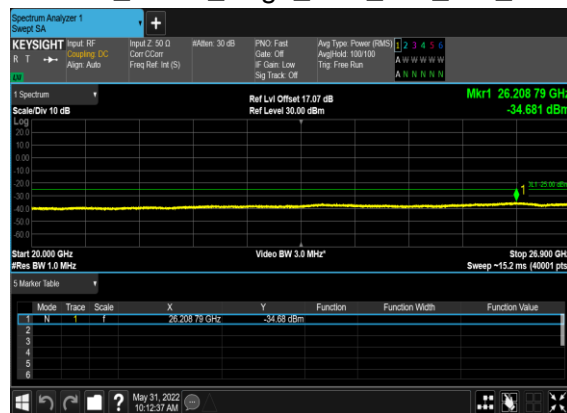 Spectrum Analyzer 1
Swept SA
+
KEYSIGHT Input: RF Input Z: 50 Ω #Atten: 30 dB PNO: Fast Avg Type: Power (RMS) 1 2 3 4 5 6
R T Coupling: DC Corr CCorr Gate: Off Avg|Hold: 100/100 A W W W W W
Align: Auto Freq Ref: Int (S) IF Gain: Low Trig: Free Run
LXI Sig Track: Off A N N N N N
1 Spectrum Ref Lvl Offset 17.07 dB Mkr1 26.208 79 GHz
Scale/Div 10 dB Ref Level 30.00 dBm -34.681 dBm
Log
20.0
10.0
0.00
-10.0
-20.0
1 DL1 -25.00 dBm
-30.0
-40.0
-50.0
-60.0
Start 20.000 GHz Video BW 3.0 MHz* Stop 26.900 GHz
#Res BW 1.0 MHz Sweep ~15.2 ms (40001 pts)
5 Marker Table
Mode Trace Scale X Y Function Function Width Function Value
1 N 1 f 26.208 79 GHz -34.68 dBm
2
3
4
5
6
? May 31, 2022
10:12:37 AM